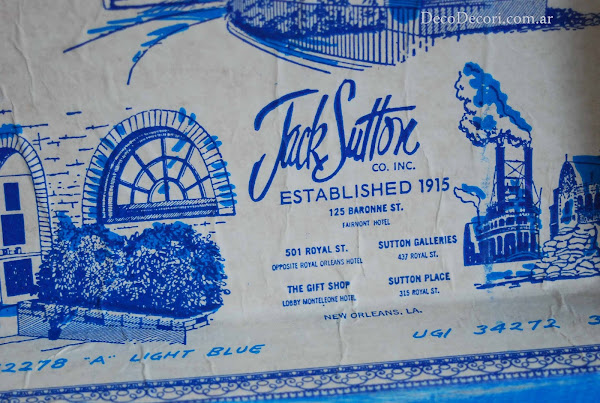 DecoDecori.com.ar
Jack Sutton
CO. INC.
ESTABLISHED 1915
125 BARONNE ST.
FAIRMONT HOTEL
501 ROYAL ST.
OPPOSITE ROYAL ORLEANS HOTEL
SUTTON GALLERIES
437 ROYAL ST.
THE GIFT SHOP
LOBBY MONTELEONE HOTEL
SUTTON PLACE
315 ROYAL ST.
NEW ORLEANS, LA.
2278 "A" LIGHT BLUE
UGI 34272 3